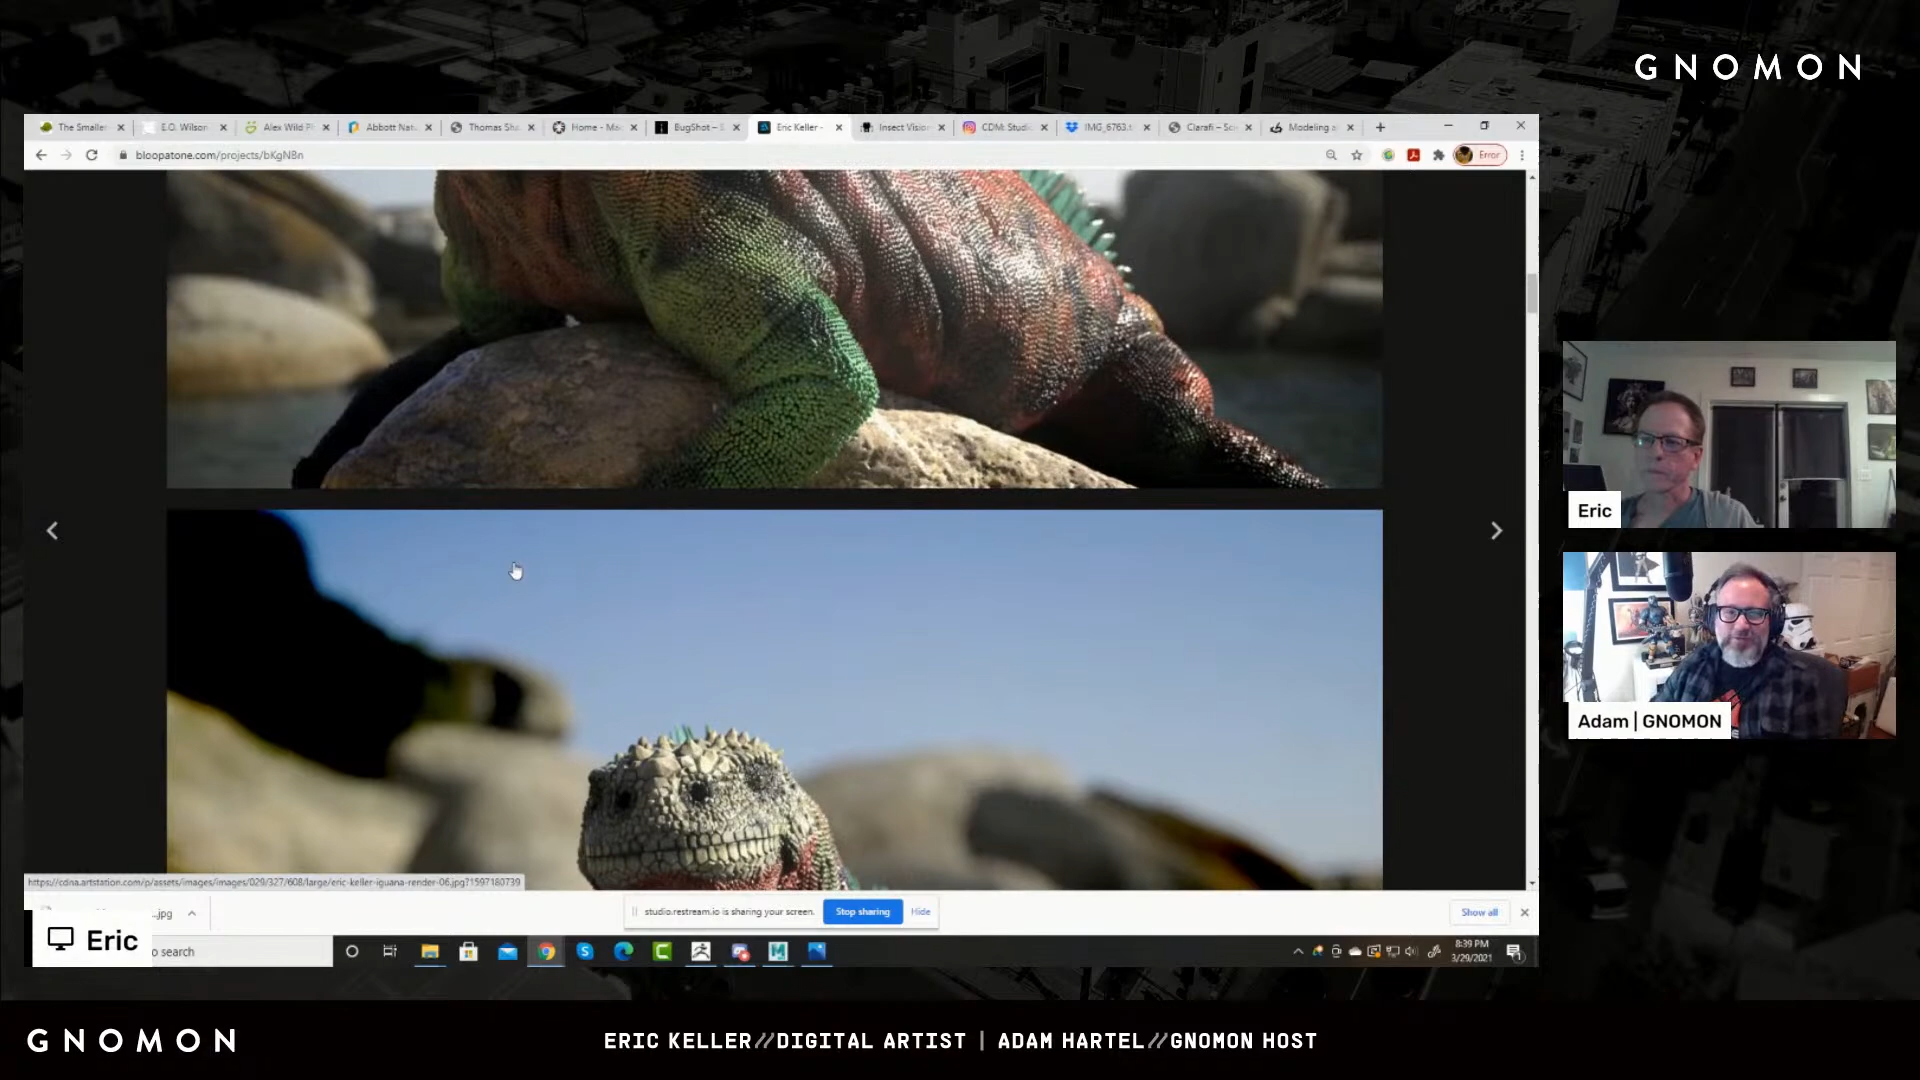 GNOMON
The Smalle
E.O. Wilson
Alex Wild P
Abbott Nat
Thomas Sh
Home - Ma
BugShot –
Eric Keller -
Insect Vision
CDM: Studi
IMG_6763.
Clarafi – Sc
Modeling a
bloopatone.com/projects/bKgN8n
Error
Eric
Adam | GNOMON
https://cdna.artstation.com/p/assets/images/images/029/327/608/large/eric-keller-iguana-render-06.jpg?1597180739
....jpg
studio.restream.io is sharing your screen.
Stop sharing
Hide
Show all
Eric
o search
8:39 PM
3/29/2021
GNOMON
ERIC KELLER//DIGITAL ARTIST | ADAM HARTEL//GNOMON HOST